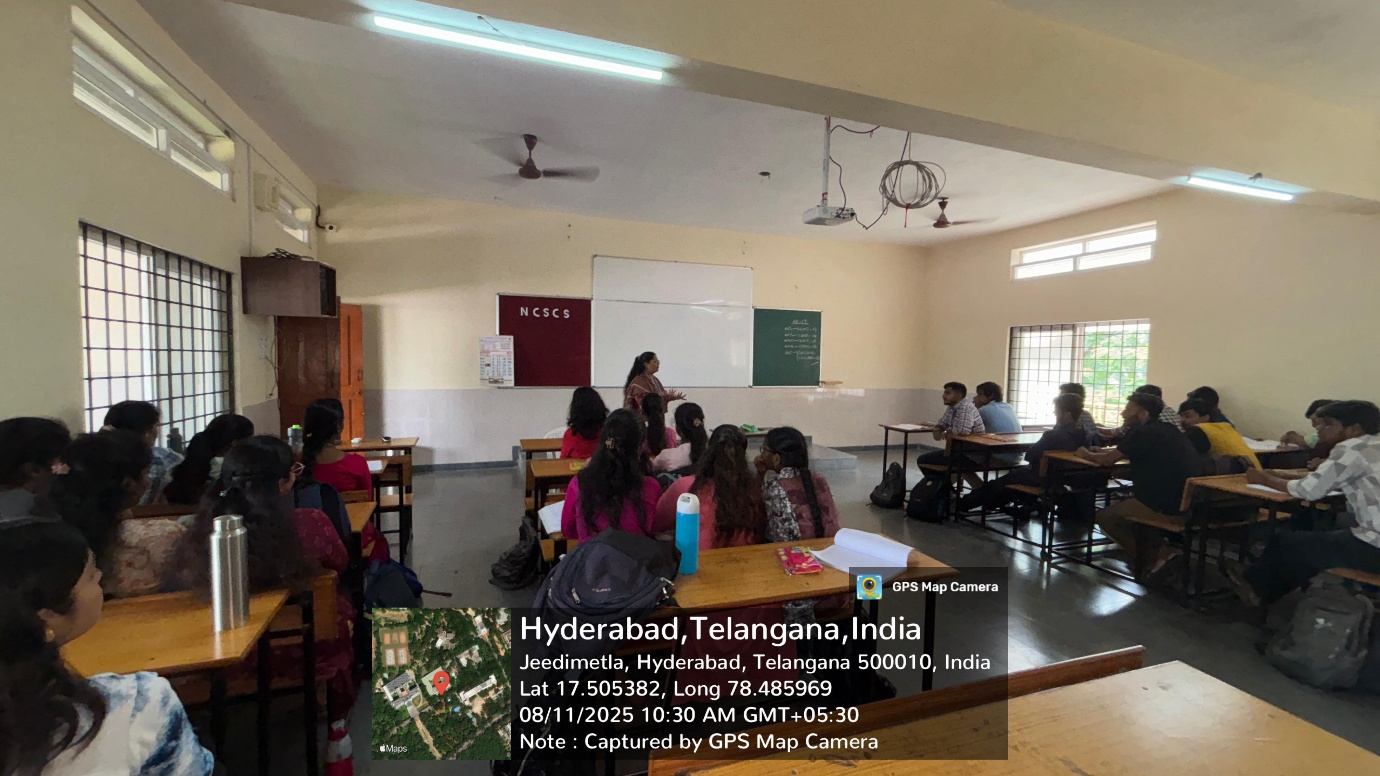 NCSCS
GPS Map Camera
Hyderabad,Telangana,India
Jeedimetla, Hyderabad, Telangana 500010, India
Lat 17.505382, Long 78.485969
08/11/2025 10:30 AM GMT+05:30
Note : Captured by GPS Map Camera
Maps